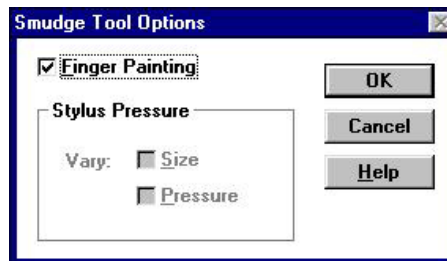 Smudge Tool Options
Finger Painting
OK
Stylus Pressure
Cancel
Vary: Size
Help
Pressure